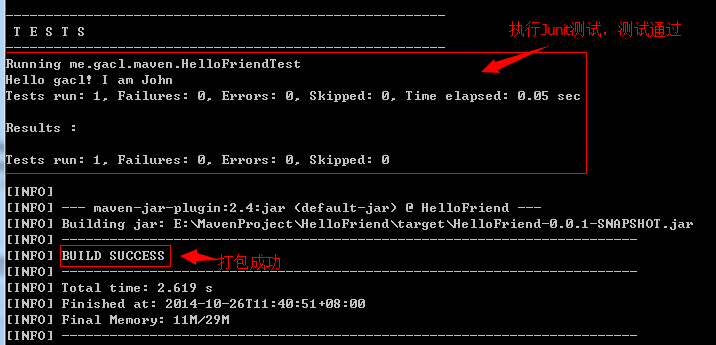 -------------------------------------------------------
 T E S T S
-------------------------------------------------------
执行Junit测试，测试通过
Running me.gacl.maven.HelloFriendTest
Hello gacl! I am John
Tests run: 1, Failures: 0, Errors: 0, Skipped: 0, Time elapsed: 0.05 sec
Results :
Tests run: 1, Failures: 0, Errors: 0, Skipped: 0
[INFO]
[INFO] --- maven-jar-plugin:2.4:jar (default-jar) @ HelloFriend ---
[INFO] Building jar: E:\MavenProject\HelloFriend\target\HelloFriend-0.0.1-SNAPSHOT.jar
[INFO] ------------------------------------------------------------------------
[INFO] BUILD SUCCESS
打包成功
[INFO] ------------------------------------------------------------------------
[INFO] Total time: 2.619 s
[INFO] Finished at: 2014-10-26T11:40:51+08:00
[INFO] Final Memory: 11M/29M
[INFO] ------------------------------------------------------------------------